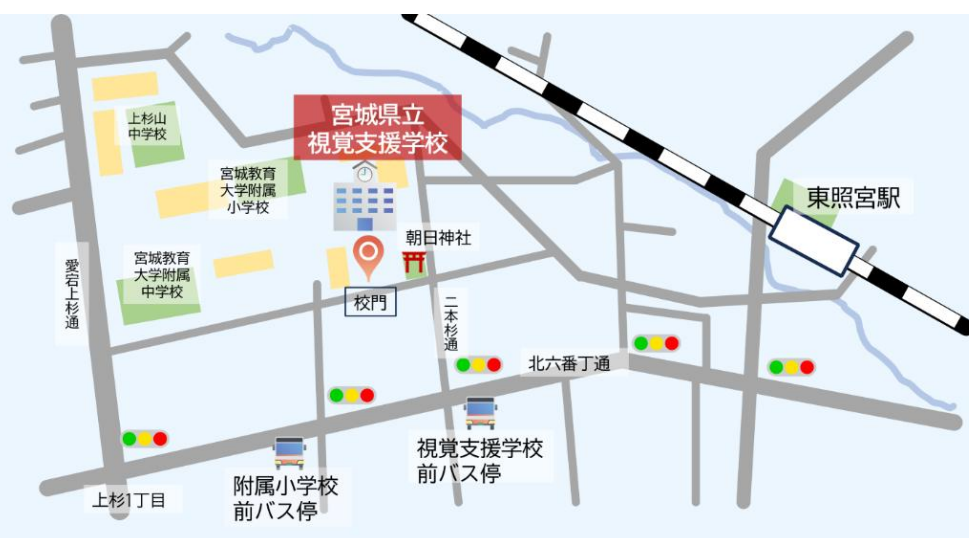 宮城県立
視覚支援学校
上杉山
中学校
宮城教育
大学附属
小学校
東照宮駅
朝日神社
宮城教育
大学附属
中学校
愛宕上杉通
校門
二本杉通
北六番丁通
視覚支援学校
前バス停
附属小学校
前バス停
上杉1丁目